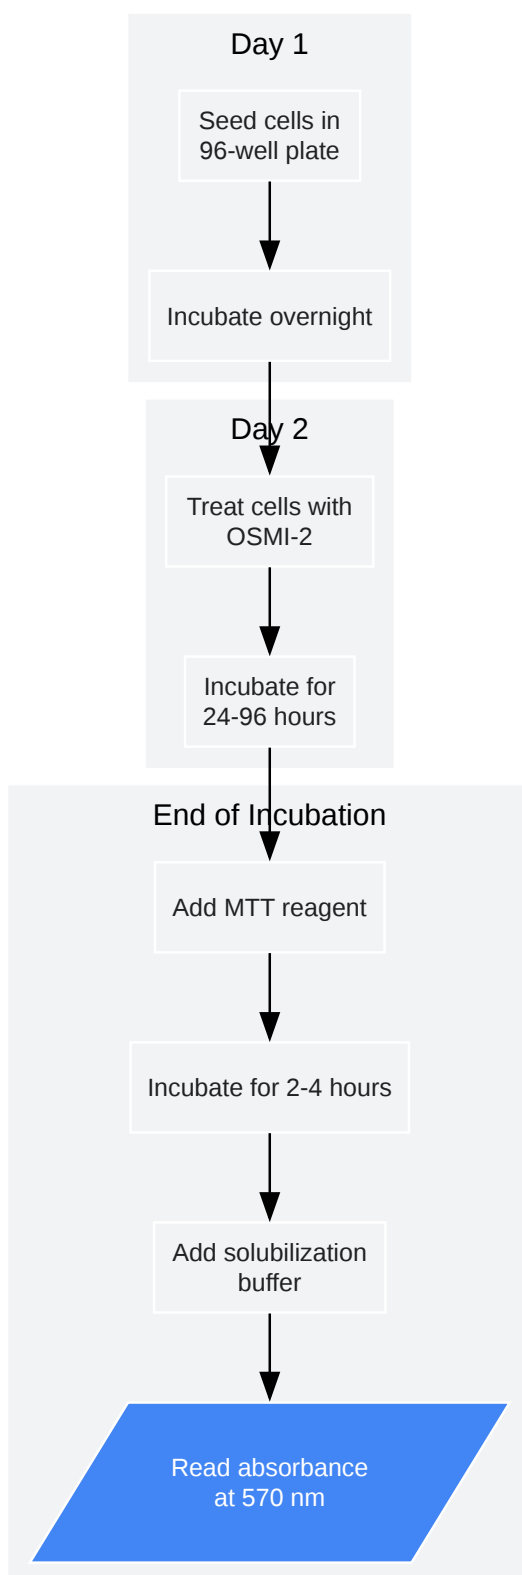 Day 1
Seed cells in
96-well plate
Incubate overnight
Day 2
Treat cells with
OSMI-2
Incubate for
24-96 hours
End of Incubation
Add MTT reagent
Incubate for 2-4 hours
Add solubilization
buffer
Read absorbance
at 570 nm